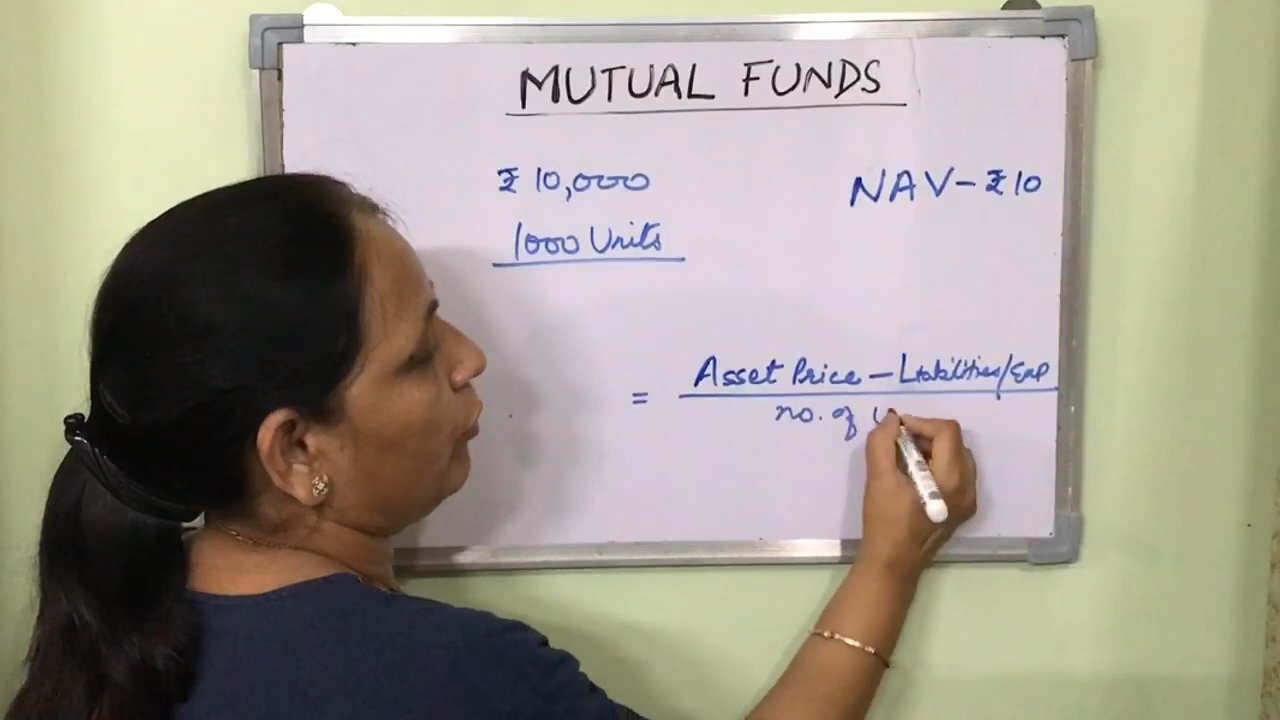 MUTUAL FUNDS
₹ 10,000
NAV - ₹ 10
1000 Units
= Asset Price - Liabilities/Exp
no. of u